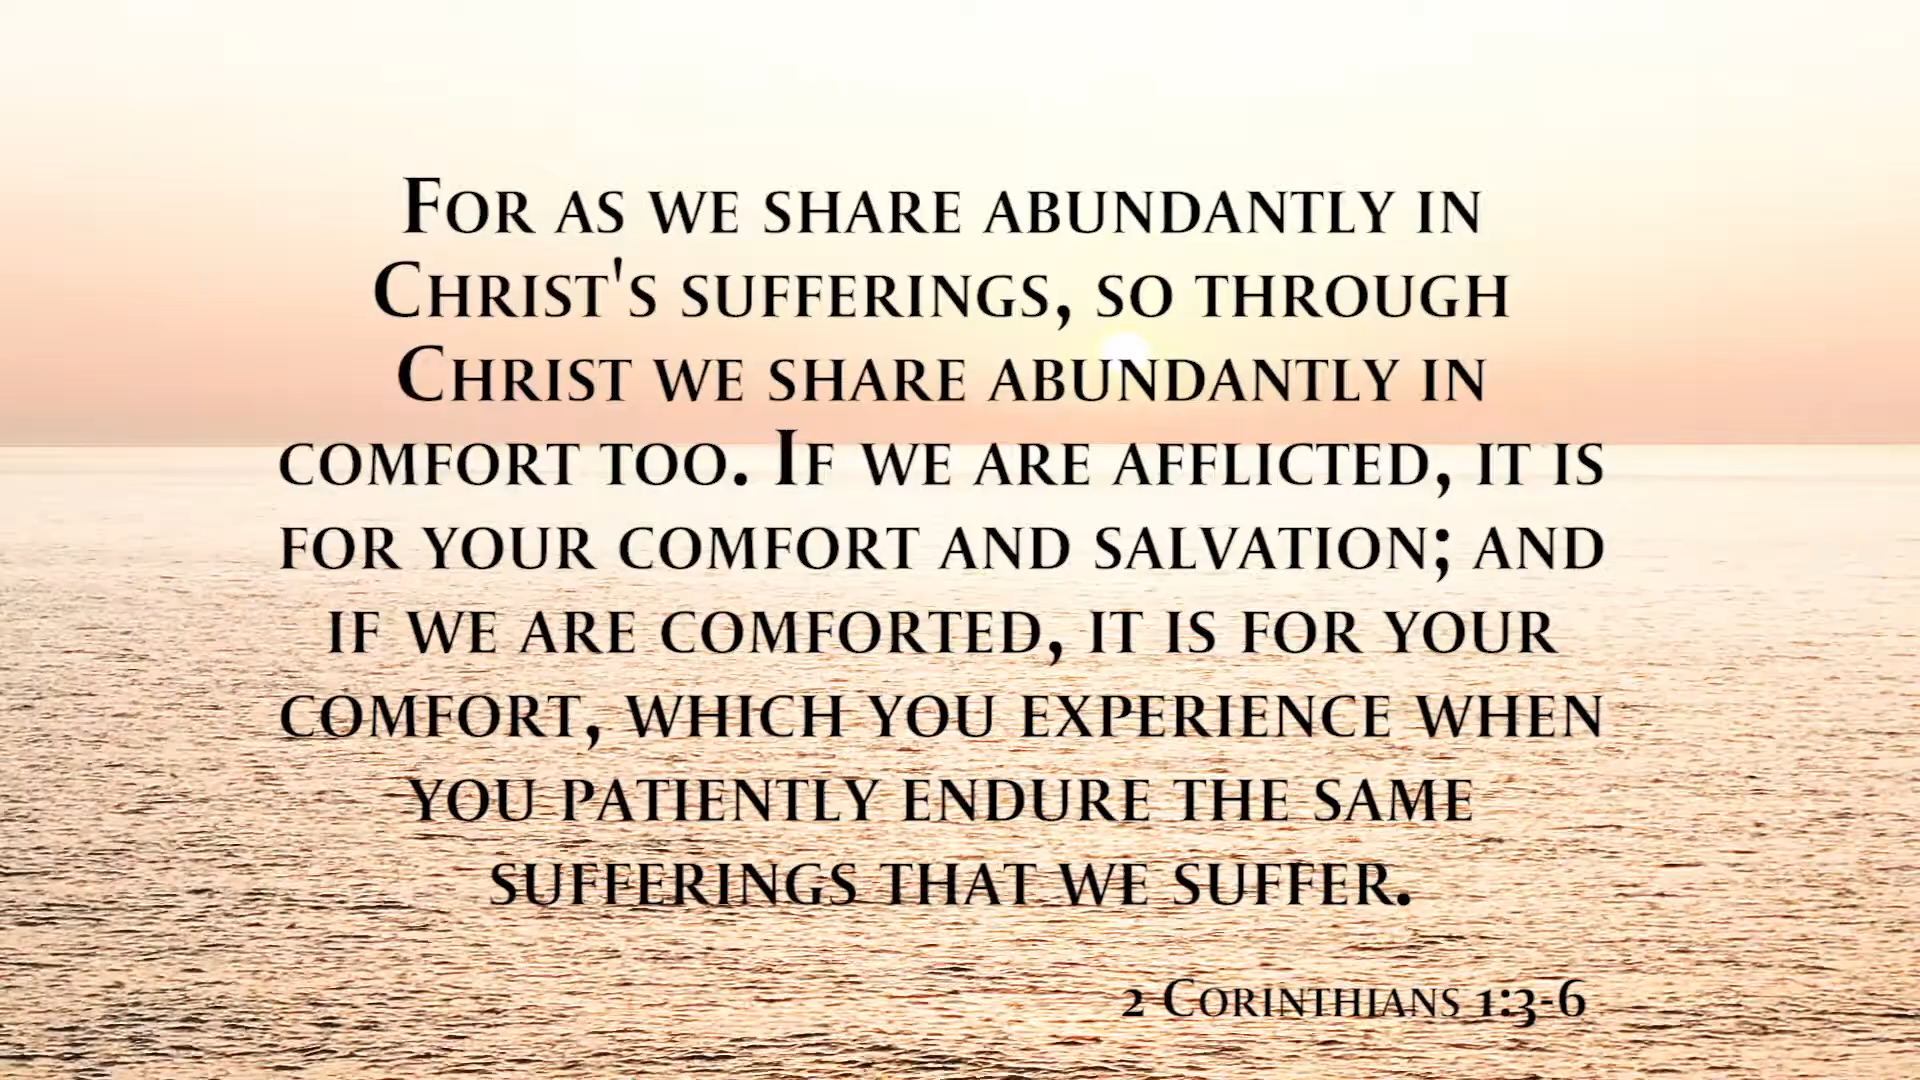 For as we share abundantly in
Christ's sufferings, so through
Christ we share abundantly in
comfort too. If we are afflicted, it is
for your comfort and salvation; and
if we are comforted, it is for your
comfort, which you experience when
you patiently endure the same
sufferings that we suffer.
2 Corinthians 1:3-6